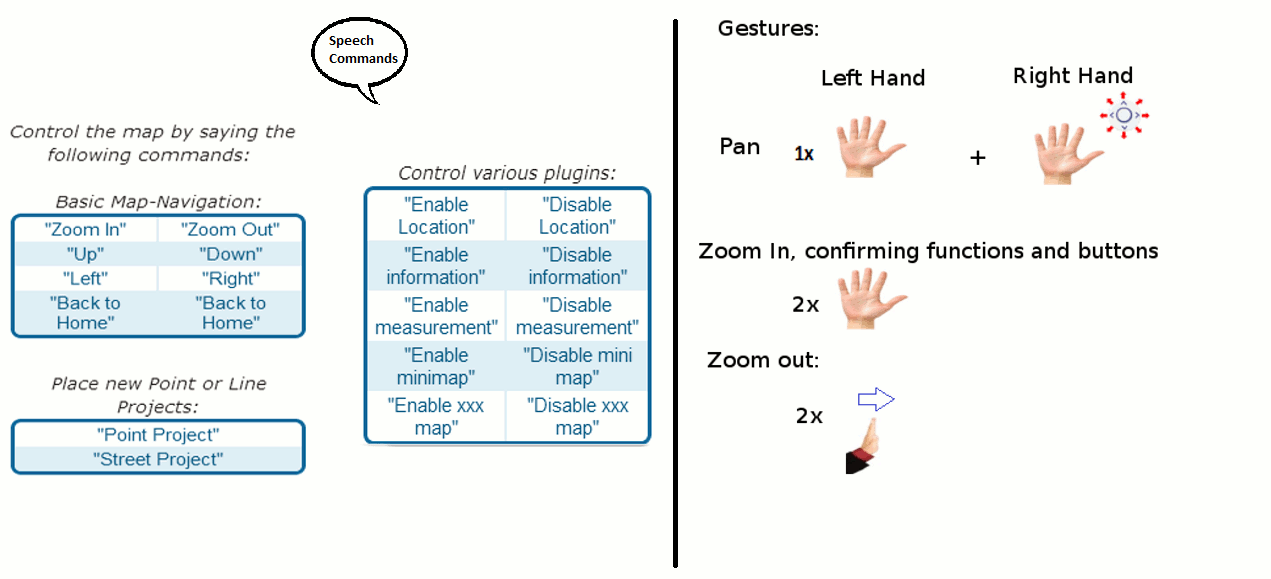 Speech
Commands
Control the map by saying the
following commands:
Basic Map-Navigation:
"Zoom In" "Zoom Out"
"Up" "Down"
"Left" "Right"
"Back to "Back to
Home" Home"
Place new Point or Line
Projects:
"Point Project"
"Street Project"
Control various plugins:
"Enable "Disable
Location" Location"
"Enable "Disable
information" information"
"Enable "Disable
measurement" measurement"
"Enable "Disable mini
minimap" map"
"Enable xxx "Disable xxx
map" map"
Gestures:
Left Hand Right Hand
Pan 1x +
Zoom In, confirming functions and buttons
2x
Zoom out:
2x